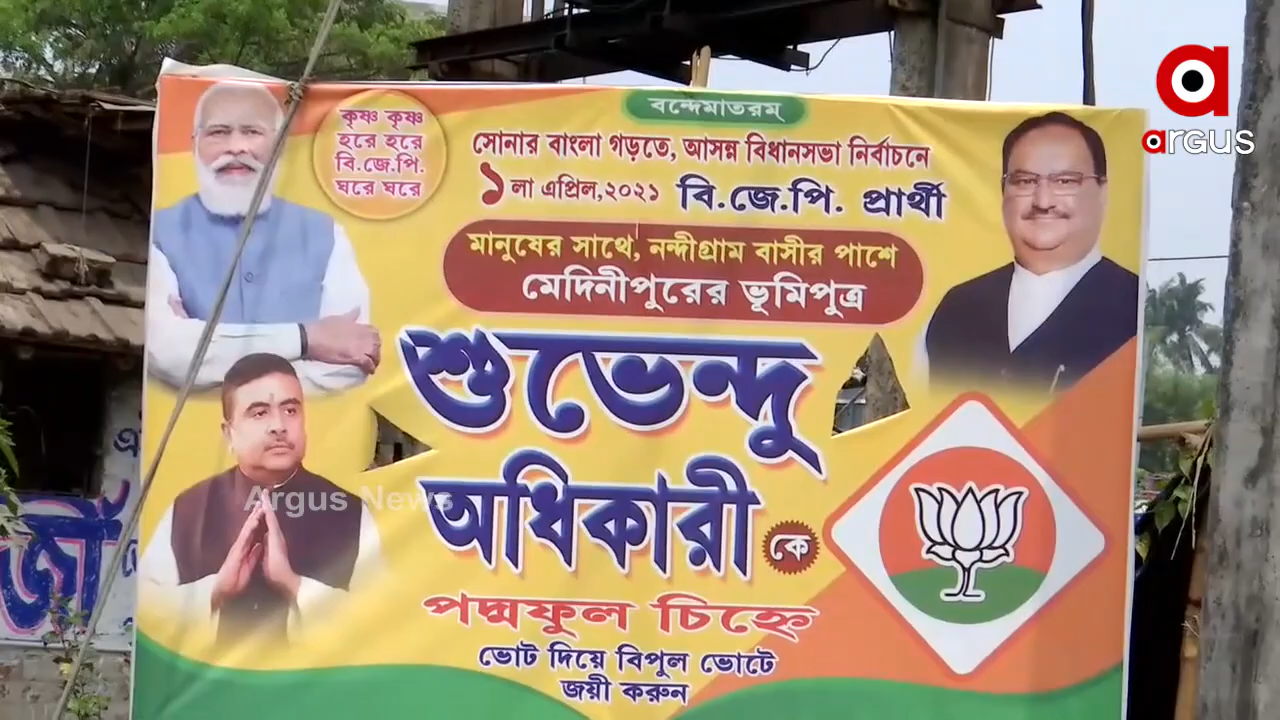 বন্দেমাতরম্
কৃষ্ণ কৃষ্ণ
হরে হরে
বি.জে.পি.
ঘরে ঘরে
সোনার বাংলা গড়তে, আসন্ন বিধানসভা নির্বাচনে
১লা এপ্রিল,২০২১ বি.জে.পি. প্রার্থী
মানুষের সাথে, নন্দীগ্রাম বাসীর পাশে
মেদিনীপুরের ভূমিপুত্র
শুভেন্দু
অধিকারী কে
পদ্মফুল চিহ্নে
ভোট দিয়ে বিপুল ভোটে
জয়ী করুন
Argus News
a
argus